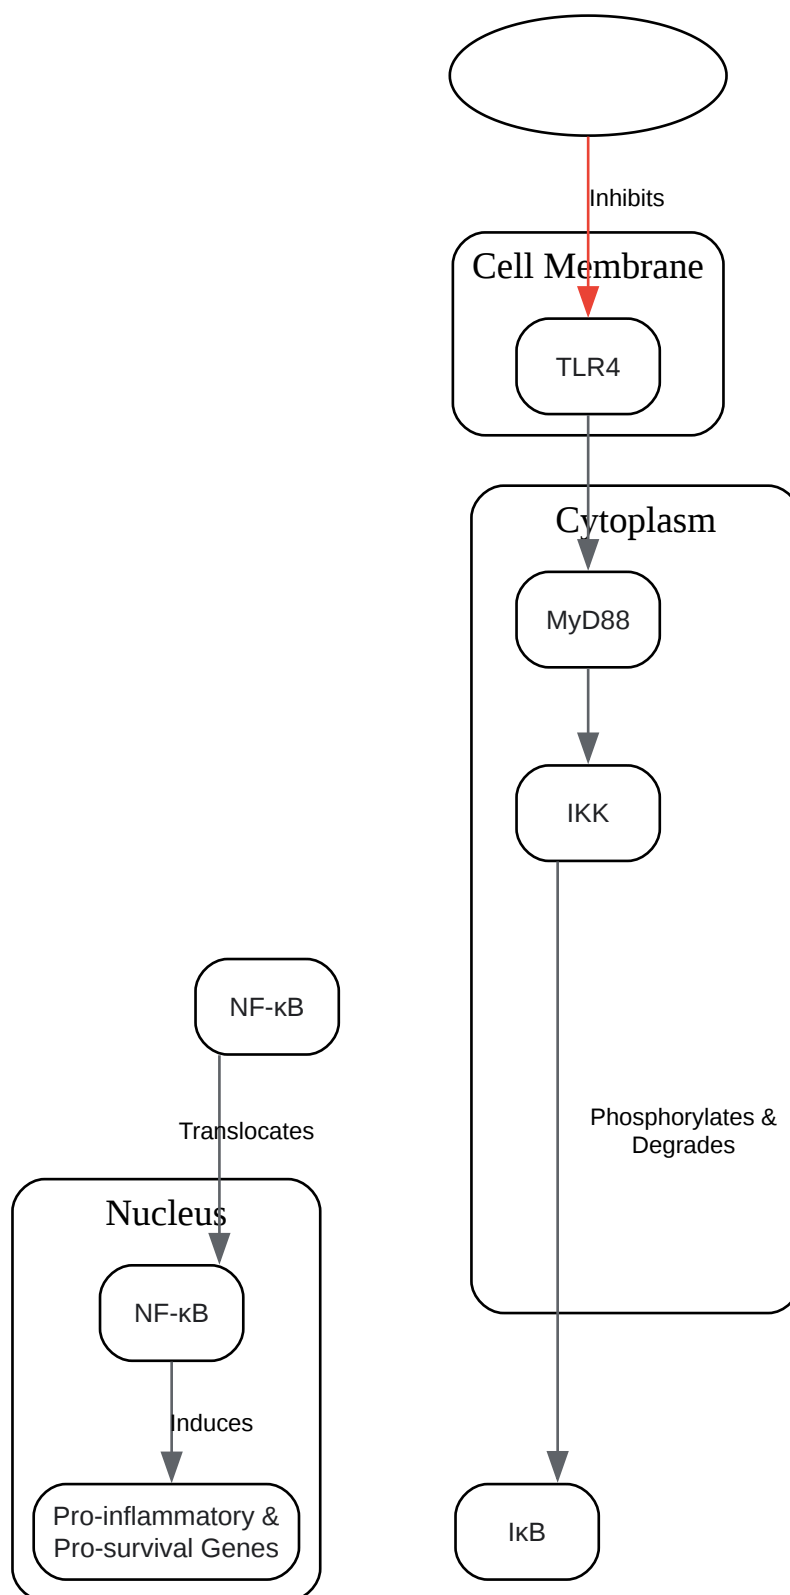 Inhibits
Cell Membrane
TLR4
Cytoplasm
MyD88
IKK
NF-κB
Translocates
Phosphorylates &
Degrades
Nucleus
NF-κB
Induces
Pro-inflammatory &
Pro-survival Genes
IκB